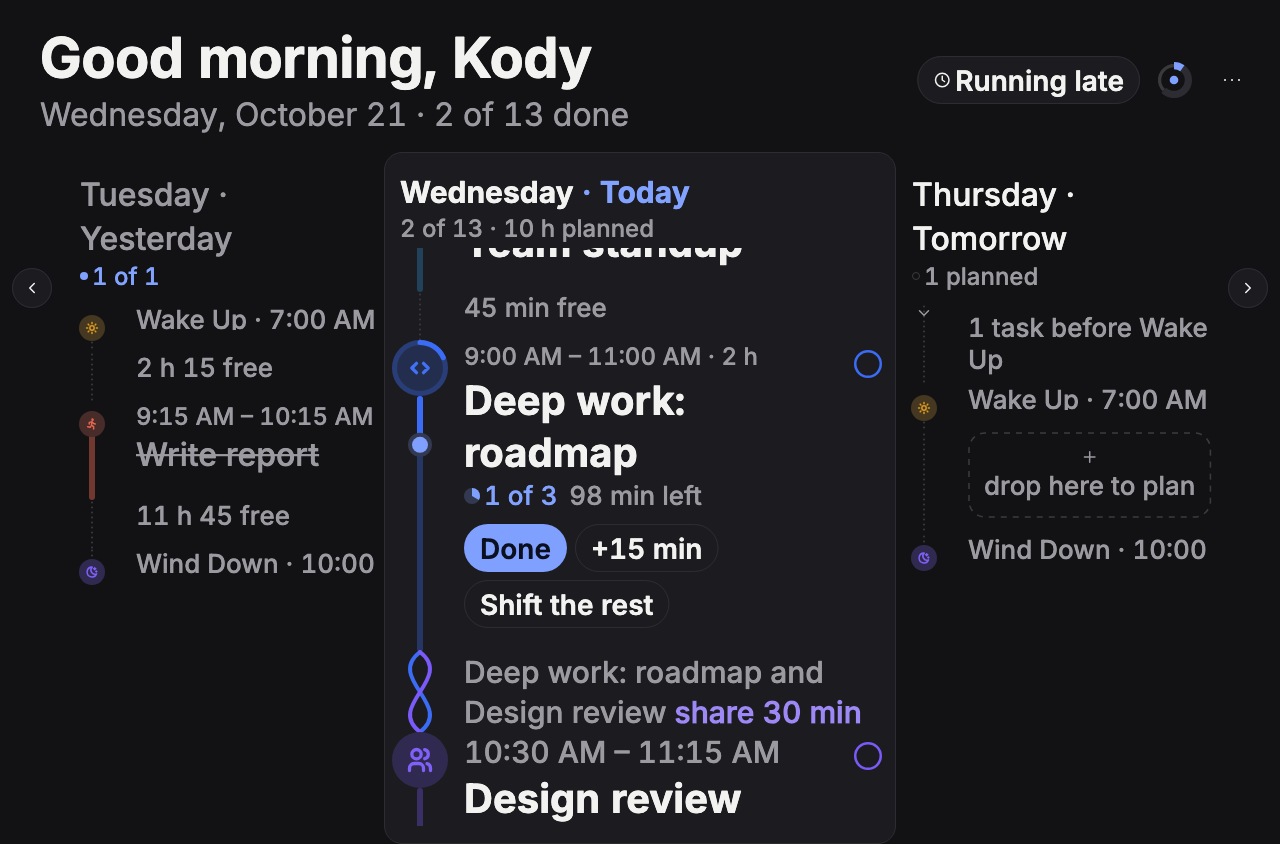 Good morning, Kody
Wednesday, October 21 · 2 of 13 done
Running late
Tuesday ·
Yesterday
1 of 1
Wake Up · 7:00 AM
2 h 15 free
9:15 AM – 10:15 AM
Write report
11 h 45 free
Wind Down · 10:00
Wednesday · Today
2 of 13 · 10 h planned
Team standup
45 min free
9:00 AM – 11:00 AM · 2 h
Deep work:
roadmap
1 of 3 98 min left
Done
+15 min
Shift the rest
Deep work: roadmap and
Design review share 30 min
10:30 AM – 11:15 AM
Design review
Thursday ·
Tomorrow
1 planned
1 task before Wake
Up
Wake Up · 7:00 AM
+
drop here to plan
Wind Down · 10:00